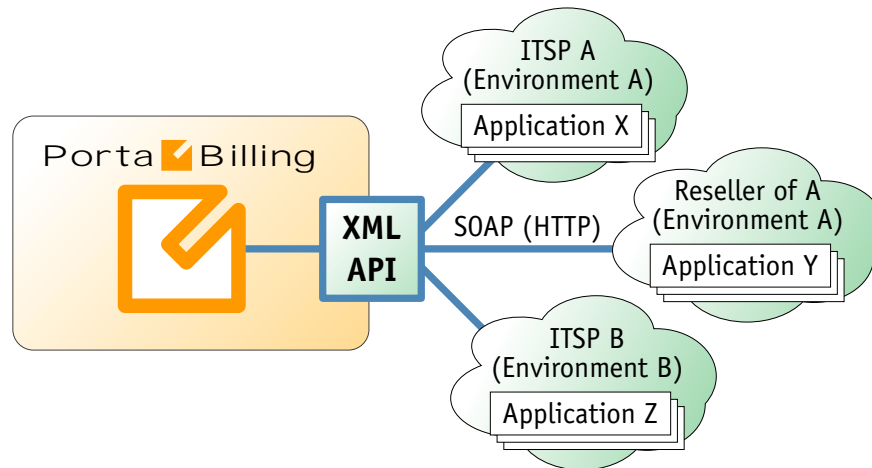 ITSP A
(Environment A)
Application X
Porta Billing
XML
API
SOAP (HTTP)
Reseller of A
(Environment A)
Application Y
ITSP B
(Environment B)
Application Z